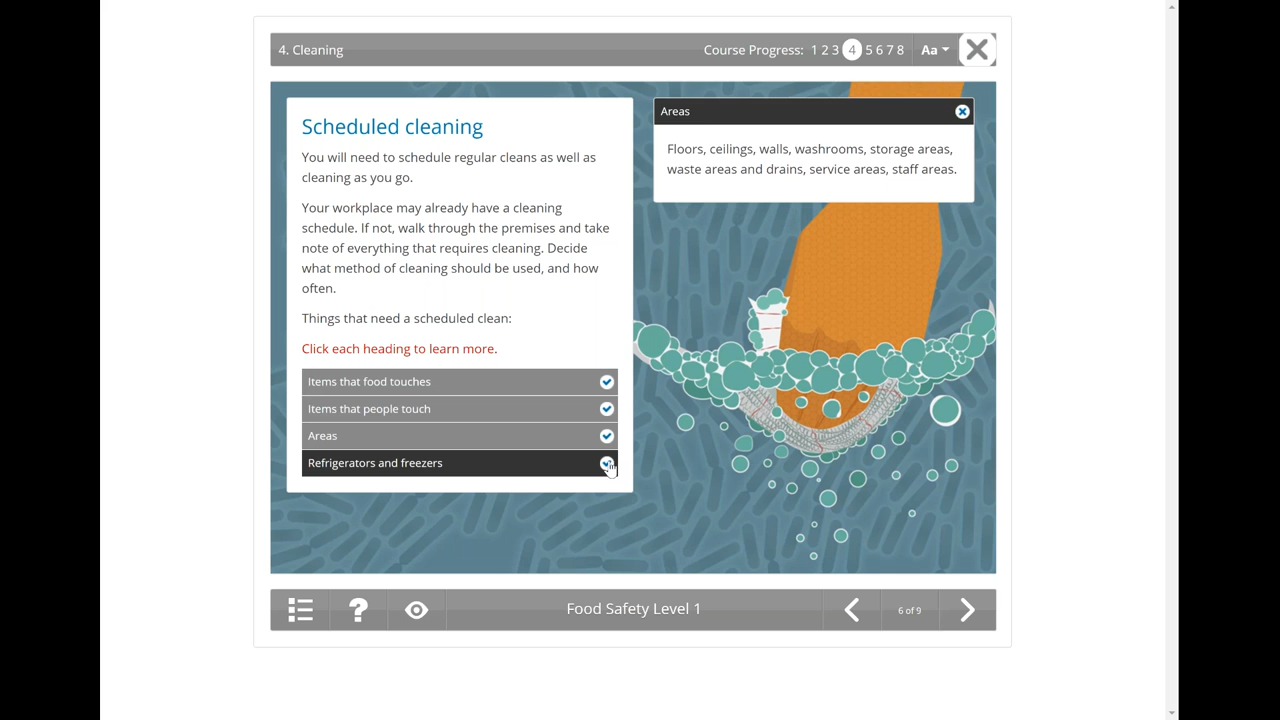 4. Cleaning
Course Progress: 1 2 3 4 5 6 7 8
Aa
Scheduled cleaning
You will need to schedule regular cleans as well as
cleaning as you go.
Your workplace may already have a cleaning
schedule. If not, walk through the premises and take
note of everything that requires cleaning. Decide
what method of cleaning should be used, and how
often.
Things that need a scheduled clean:
Click each heading to learn more.
Items that food touches
Items that people touch
Areas
Refrigerators and freezers
Areas
Floors, ceilings, walls, washrooms, storage areas,
waste areas and drains, service areas, staff areas.
?
Food Safety Level 1
6 of 9